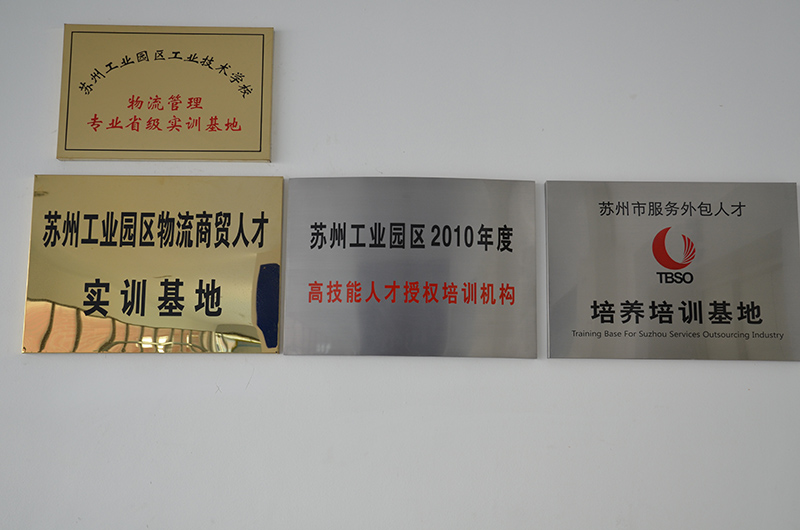 苏州工业园区工业技术学校
物流管理
专业省级实训基地
苏州工业园区物流商贸人才
实训基地
苏州工业园区2010年度
高技能人才授权培训机构
苏州市服务外包人才
TBSO
培养培训基地
Training Base For Suzhou Services Outsourcing Industry